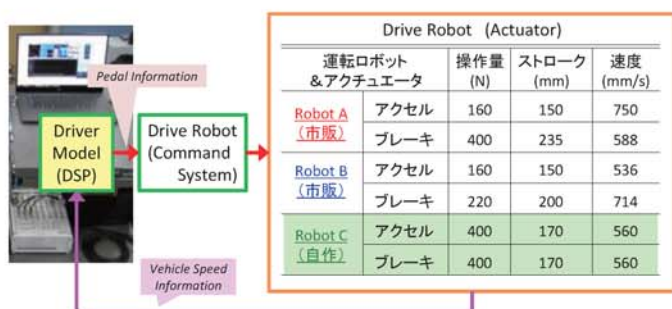 Pedal Information
Driver
Model
(DSP)
Drive Robot
(Command
System)
Vehicle Speed
Information
Drive Robot (Actuator)
運転ロボット 操作量 ストローク 速度
&アクチュエータ (N) (mm) (mm/s)
Robot A アクセル 160 150 750
(市販) ブレーキ 400 235 588
Robot B アクセル 160 150 536
(市販) ブレーキ 220 200 714
Robot C アクセル 400 170 560
(自作) ブレーキ 400 170 560